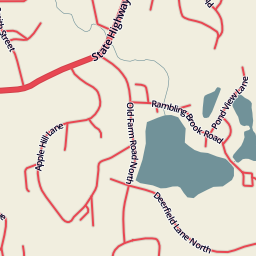 State Highway
Pond View Lane
Rambling Brook Road
Old Farm Road North
Apple Hill Lane
Deerfield Lane North
Street